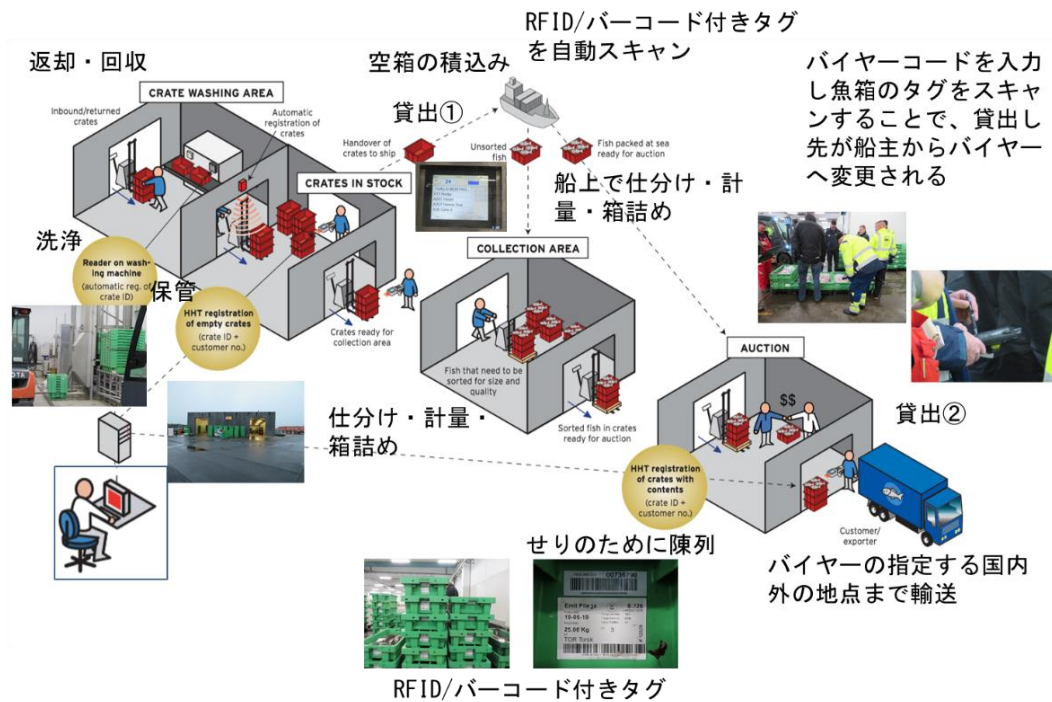 RFID/バーコード付きタグ
を自動スキャン
返却・回収
空箱の積込み
バイヤーコードを入力
し魚箱のタグをスキャ
ンすることで、貸出し
先が船主からバイヤー
へ変更される
CRATE WASHING AREA
Inbound/returned
crates
Automatic
registration of
crates
貸出①
Handover of
crates to ship
Unsorted
fish
Fish packed at sea
ready for auction
CRATES IN STOCK
船上で仕分け・計
量・箱詰め
洗浄
Reader on wash-
ing machine
(automatic reg. of
crate ID)
保管
HHT registration
of empty crates
(crate ID +
customer no.)
Crates ready for
collection area
COLLECTION AREA
Fish that need to be
sorted for size and
quality
Sorted fish in crates
ready for auction
AUCTION
$$
貸出②
仕分け・計量・
箱詰め
HHT registration
of crates with
contents
(crate ID +
customer no.)
Customer/
exporter
せりのために陳列
バイヤーの指定する国内
外の地点まで輸送
25.00 Kg
TOR Torsk
RFID/バーコード付きタグ